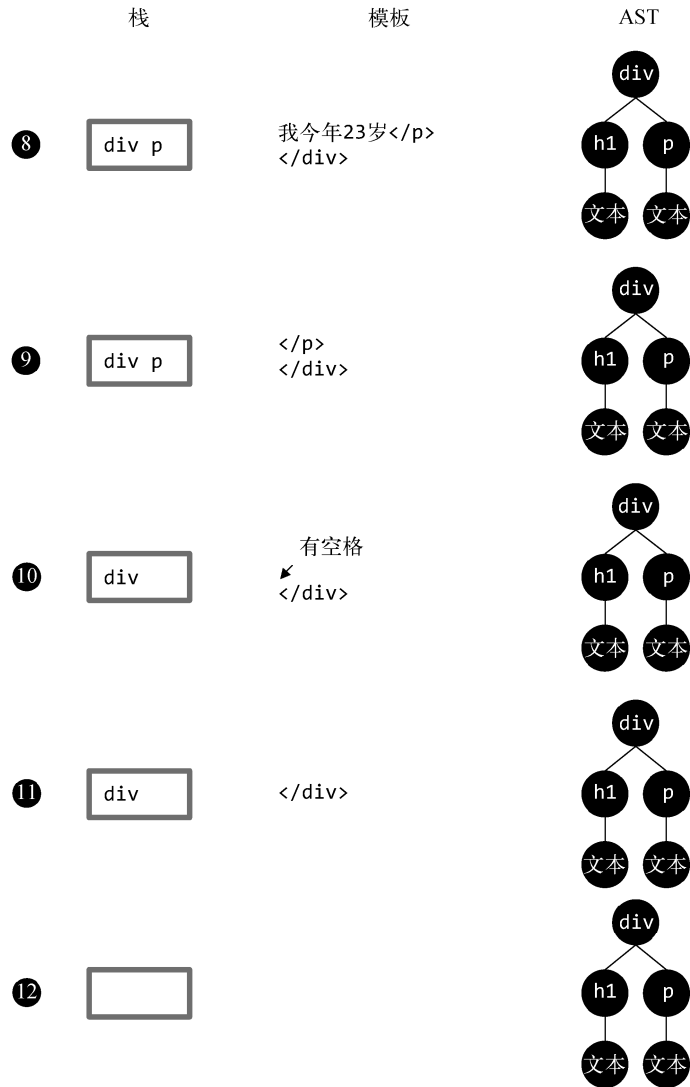 栈 模板 AST
div
8 div p 我今年23岁</p> h1 p
</div>
文本 文本
div
9 div p </p> h1 p
</div>
文本 文本
div
有空格
10 div h1 p
</div>
文本 文本
div
11 div </div> h1 p
文本 文本
div
12 h1 p
文本 文本